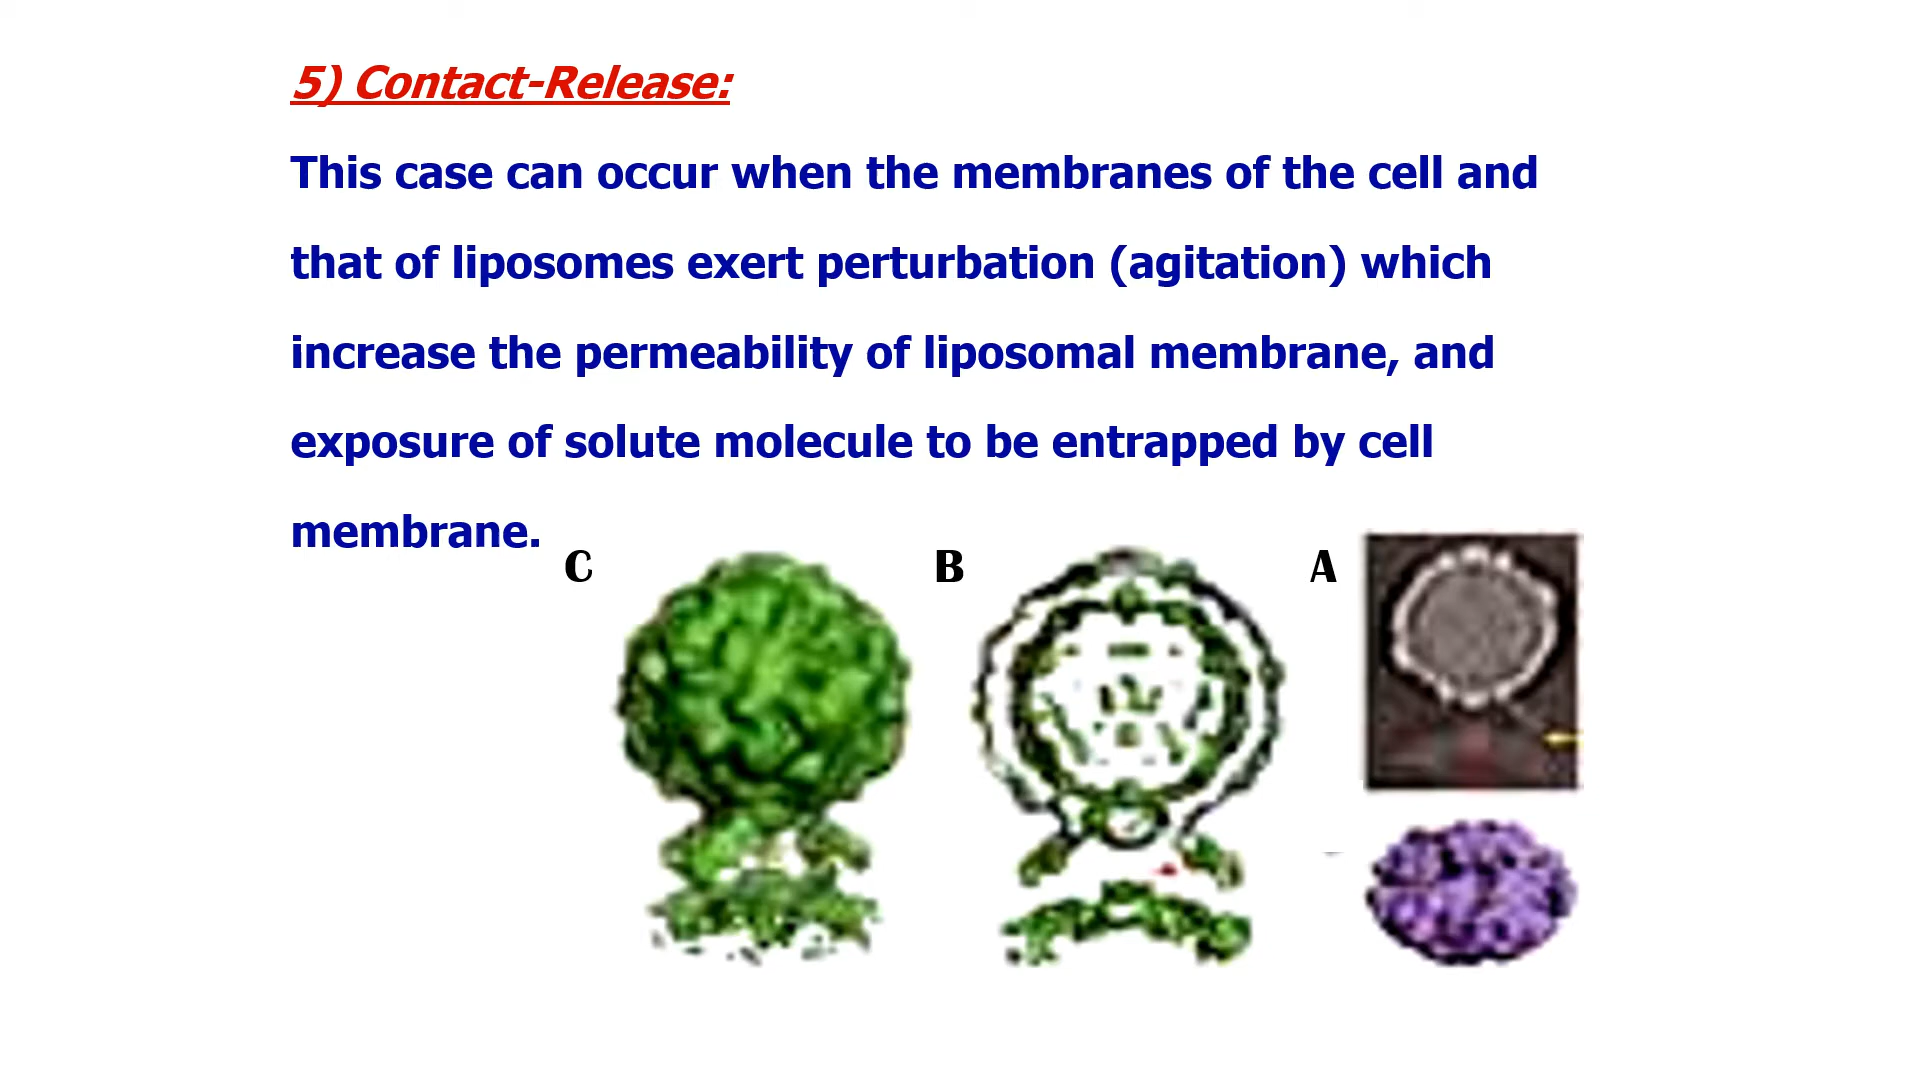 5) Contact-Release:
This case can occur when the membranes of the cell and
that of liposomes exert perturbation (agitation) which
increase the permeability of liposomal membrane, and
exposure of solute molecule to be entrapped by cell
membrane.
C B A